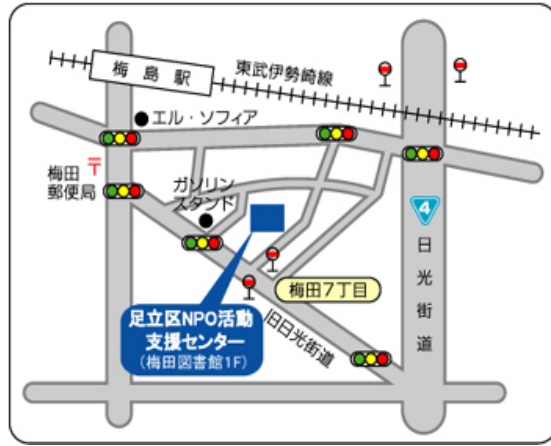 梅島駅
東武伊勢崎線
エル・ソフィア
梅田
郵便局
〒
ガソリン
スタンド
4
日光街道
梅田7丁目
旧日光街道
足立区NPO活動
支援センター
(梅田図書館1F)